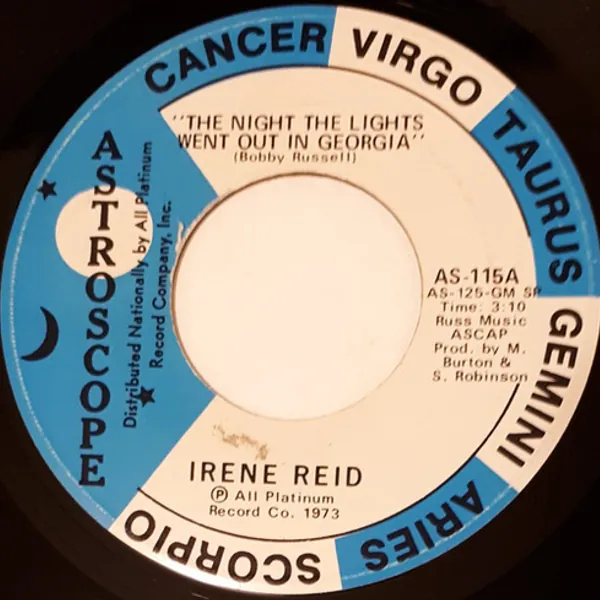 CANCER
VIRGO
TAURUS
GEMINI
ARIES
SCORPIO
ASTROSCOPE
Distributed Nationally by All Platinum
Record Company, Inc.
"THE NIGHT THE LIGHTS
WENT OUT IN GEORGIA"
(Bobby Russell)
AS-115A
AS-125-GM SP
Time: 3:10
Russ Music
ASCAP
Prod. by M.
Burton &
S. Robinson
IRENE REID
Ⓟ All Platinum
Record Co. 1973